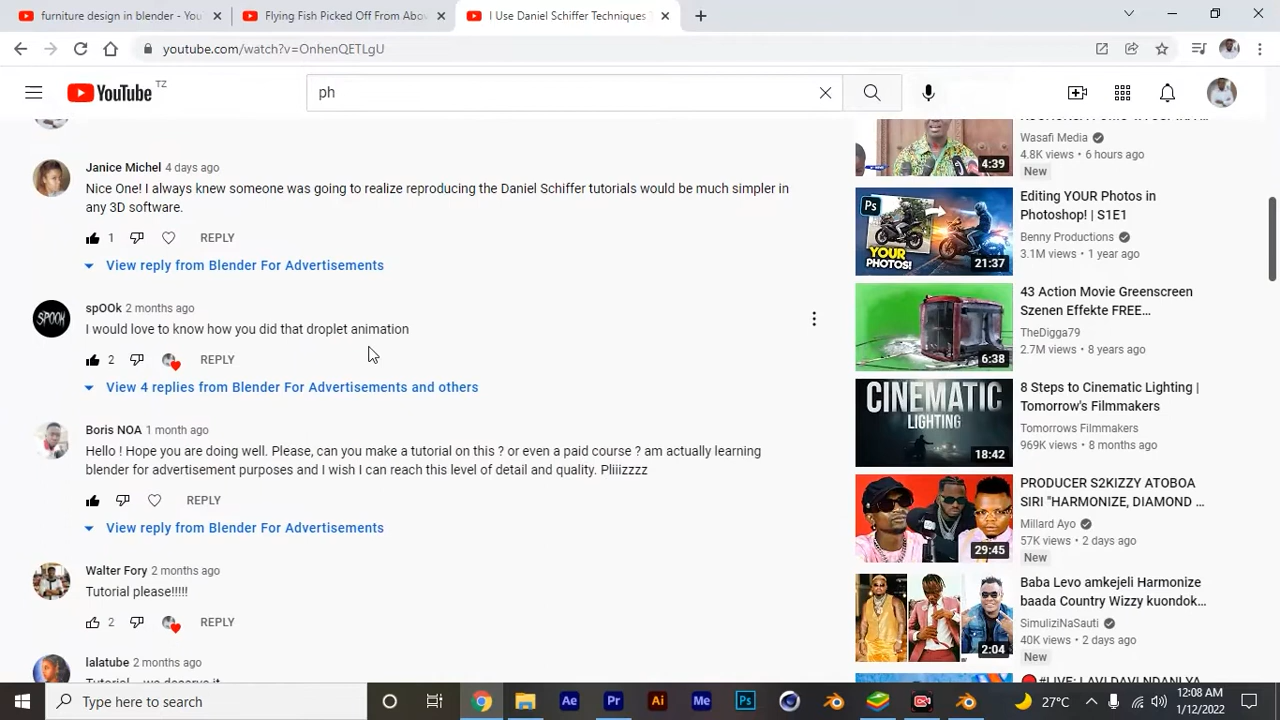 furniture design in blender - You
Flying Fish Picked Off From Abov
I Use Daniel Schiffer Techniques T
youtube.com/watch?v=OnhenQETLgU
YouTube TZ
ph
Janice Michel 4 days ago
Nice One! I always knew someone was going to realize reproducing the Daniel Schiffer tutorials would be much simpler in
any 3D software.
1 REPLY
View reply from Blender For Advertisements
SPOOK
spOOk 2 months ago
I would love to know how you did that droplet animation
2 REPLY
View 4 replies from Blender For Advertisements and others
Boris NOA 1 month ago
Hello ! Hope you are doing well. Please, can you make a tutorial on this ? or even a paid course ? am actually learning
blender for advertisement purposes and I wish I can reach this level of detail and quality. Pliiizzzz
REPLY
View reply from Blender For Advertisements
Walter Fory 2 months ago
Tutorial please!!!!!
2 REPLY
lalatube 2 months ago
4:39
Wasafi Media
4.8K views • 6 hours ago
New
Ps
YOUR
PHOTOS!
21:37
Editing YOUR Photos in
Photoshop! | S1E1
Benny Productions
3.1M views • 1 year ago
6:38
43 Action Movie Greenscreen
Szenen Effekte FREE...
TheDigga79
2.7M views • 8 years ago
CINEMATIC
LIGHTING
18:42
8 Steps to Cinematic Lighting |
Tomorrow's Filmmakers
Tomorrows Filmmakers
969K views • 8 months ago
29:45
PRODUCER S2KIZZY ATOBOA
SIRI "HARMONIZE, DIAMOND ...
Millard Ayo
57K views • 2 days ago
New
2:04
Baba Levo amkejeli Harmonize
baada Country Wizzy kuondok...
SimuliziNaSauti
40K views • 2 days ago
New
Type here to search
Ae
Pr
Ai
Me
Ps
27°C
12:08 AM
1/12/2022